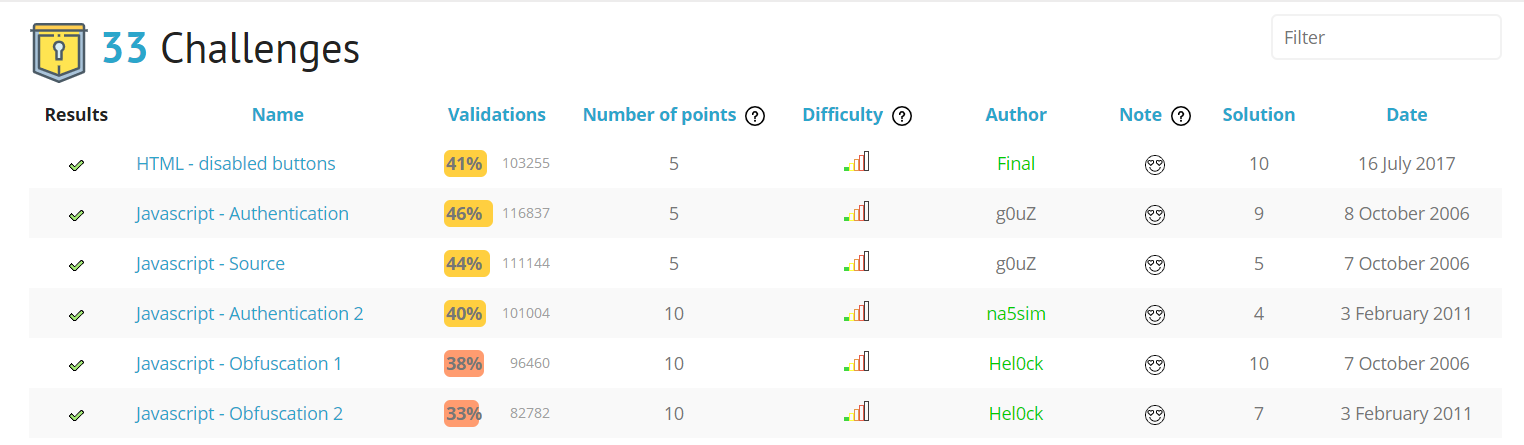 33 Challenges
Filter
Results Name Validations Number of points ? Difficulty ? Author Note ? Solution Date
HTML - disabled buttons 41% 103255 5 Final 10 16 July 2017
Javascript - Authentication 46% 116837 5 g0uZ 9 8 October 2006
Javascript - Source 44% 111144 5 g0uZ 5 7 October 2006
Javascript - Authentication 2 40% 101004 10 na5sim 4 3 February 2011
Javascript - Obfuscation 1 38% 96460 10 Hel0ck 10 7 October 2006
Javascript - Obfuscation 2 33% 82782 10 Hel0ck 7 3 February 2011